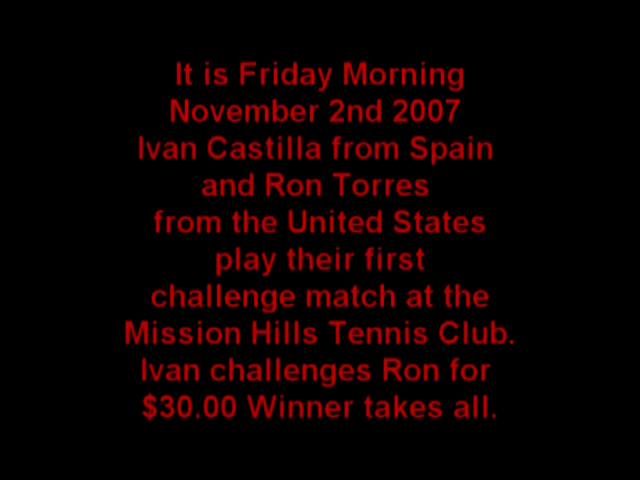 It is Friday Morning
November 2nd 2007
Ivan Castilla from Spain
and Ron Torres
from the United States
play their first
challenge match at the
Mission Hills Tennis Club.
Ivan challenges Ron for
$30.00 Winner takes all.